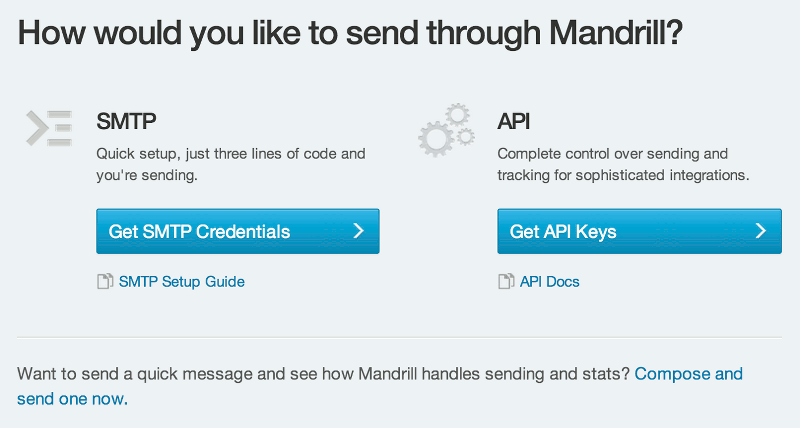 How would you like to send through Mandrill?
SMTP
Quick setup, just three lines of code and
you're sending.
Get SMTP Credentials
SMTP Setup Guide
API
Complete control over sending and
tracking for sophisticated integrations.
Get API Keys
API Docs
Want to send a quick message and see how Mandrill handles sending and stats? Compose and
send one now.